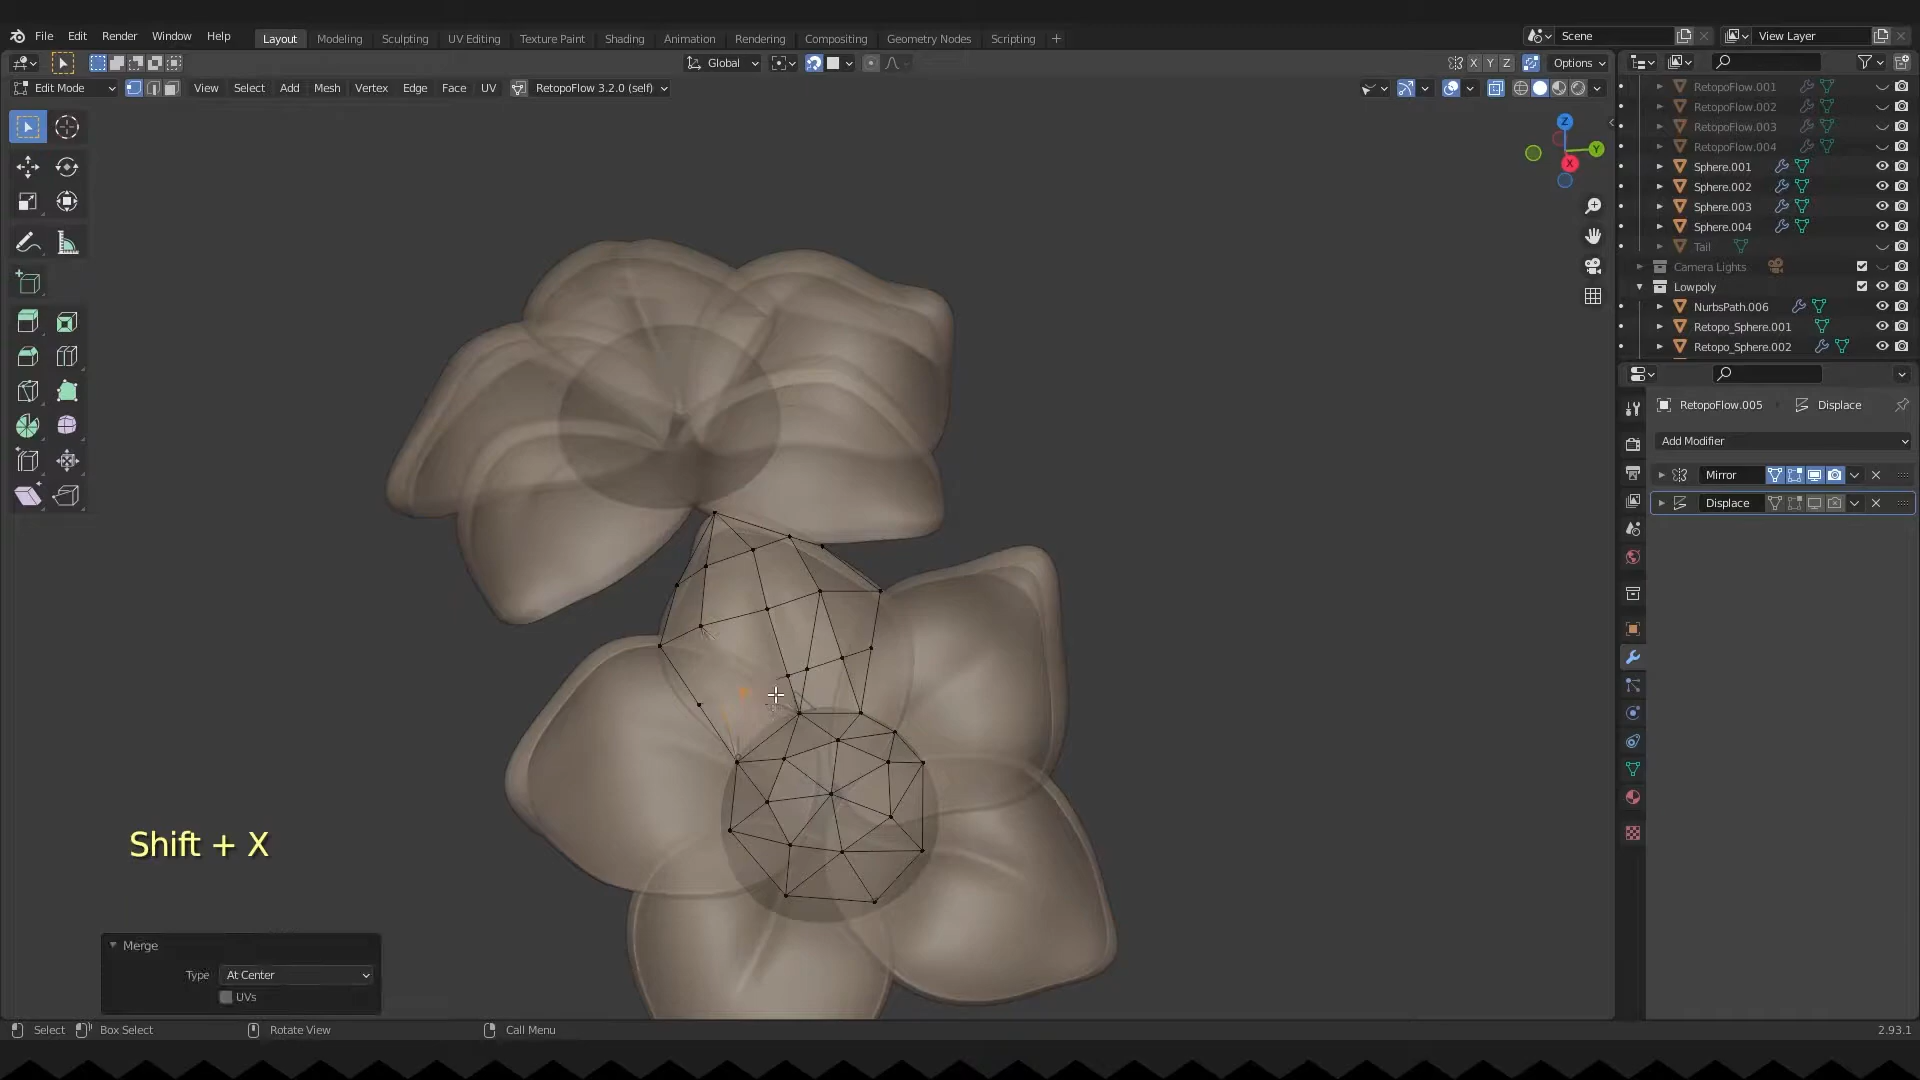 File Edit Render Window Help Layout Modeling Sculpting UV Editing Texture Paint Shading Animation Rendering Compositing Geometry Nodes Scripting + Scene View Layer
Global X Y Z Options
Edit Mode View Select Add Mesh Vertex Edge Face UV RetopoFlow 3.2.0 (self)
RetopoFlow.001
RetopoFlow.002
RetopoFlow.003
RetopoFlow.004
Sphere.001
Sphere.002
Sphere.003
Sphere.004
Tail
Camera Lights
Lowpoly
NurbsPath.006
Retopo_Sphere.001
Retopo_Sphere.002
Z
Y
X
RetopoFlow.005 Displace
Add Modifier
Mirror
Displace
Shift + X
Merge
Type At Center
UVs
Select Box Select Rotate View Call Menu 2.93.1